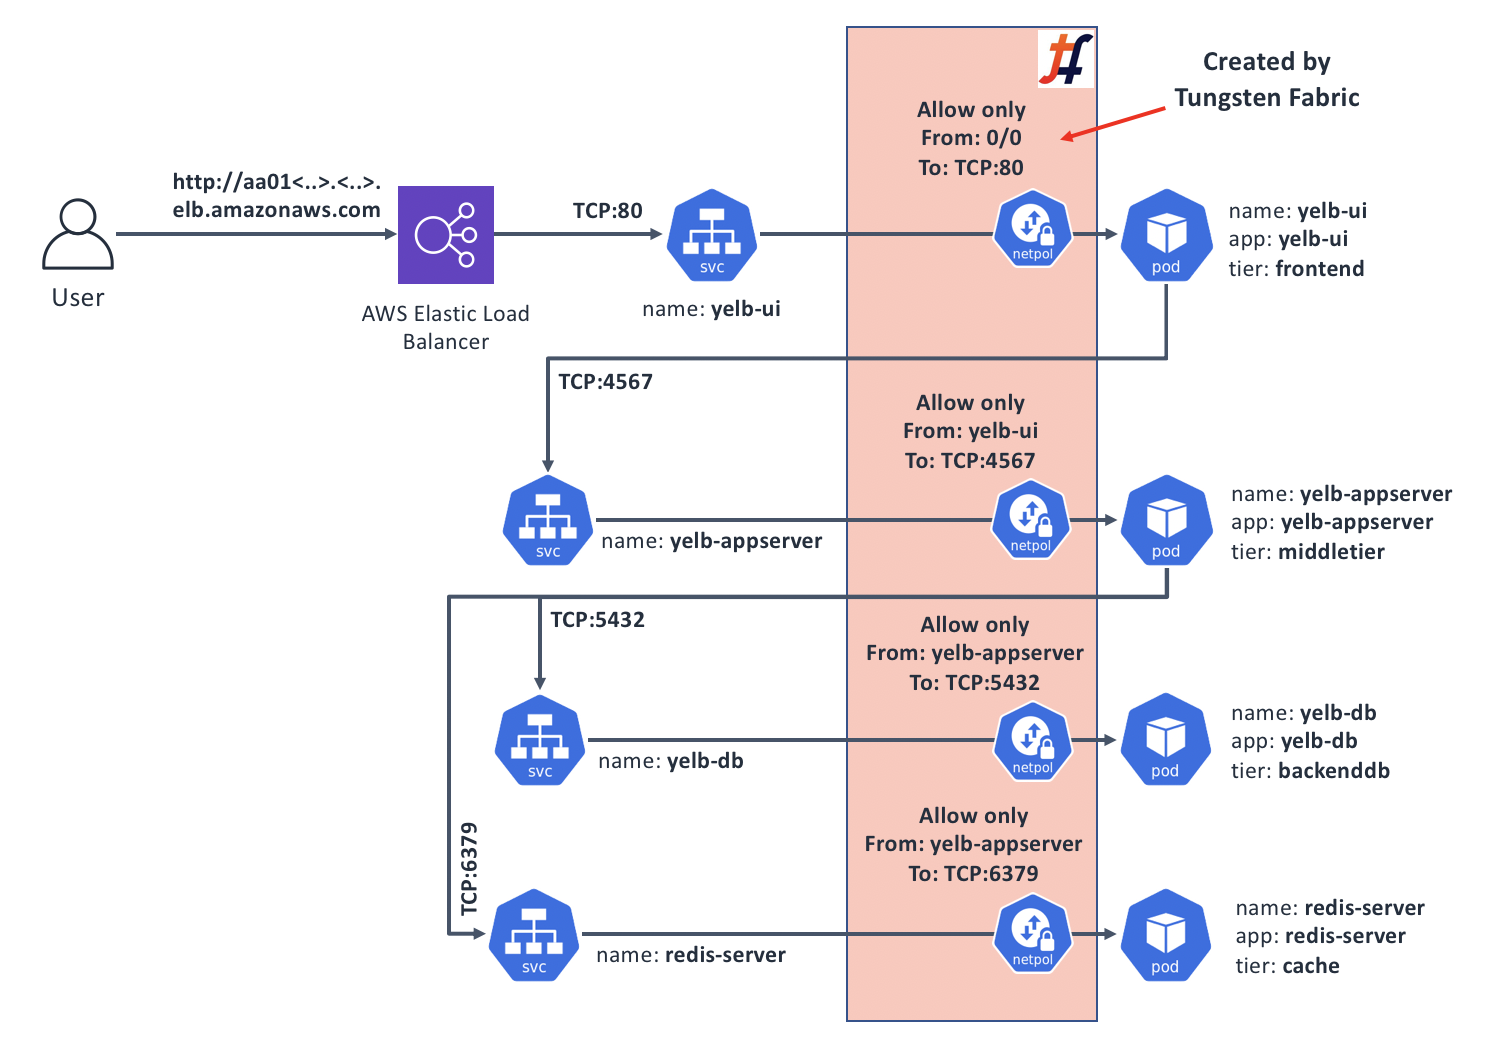 Created by
Tungsten Fabric
Allow only
From: 0/0
To: TCP:80
http://aa01<..>.<..>.
elb.amazonaws.com
TCP:80
User
AWS Elastic Load
Balancer
svc
name: yelb-ui
netpol
pod
name: yelb-ui
app: yelb-ui
tier: frontend
TCP:4567
Allow only
From: yelb-ui
To: TCP:4567
svc
name: yelb-appserver
netpol
pod
name: yelb-appserver
app: yelb-appserver
tier: middletier
TCP:5432
Allow only
From: yelb-appserver
To: TCP:5432
svc
name: yelb-db
netpol
pod
name: yelb-db
app: yelb-db
tier: backenddb
TCP:6379
Allow only
From: yelb-appserver
To: TCP:6379
svc
name: redis-server
netpol
pod
name: redis-server
app: redis-server
tier: cache